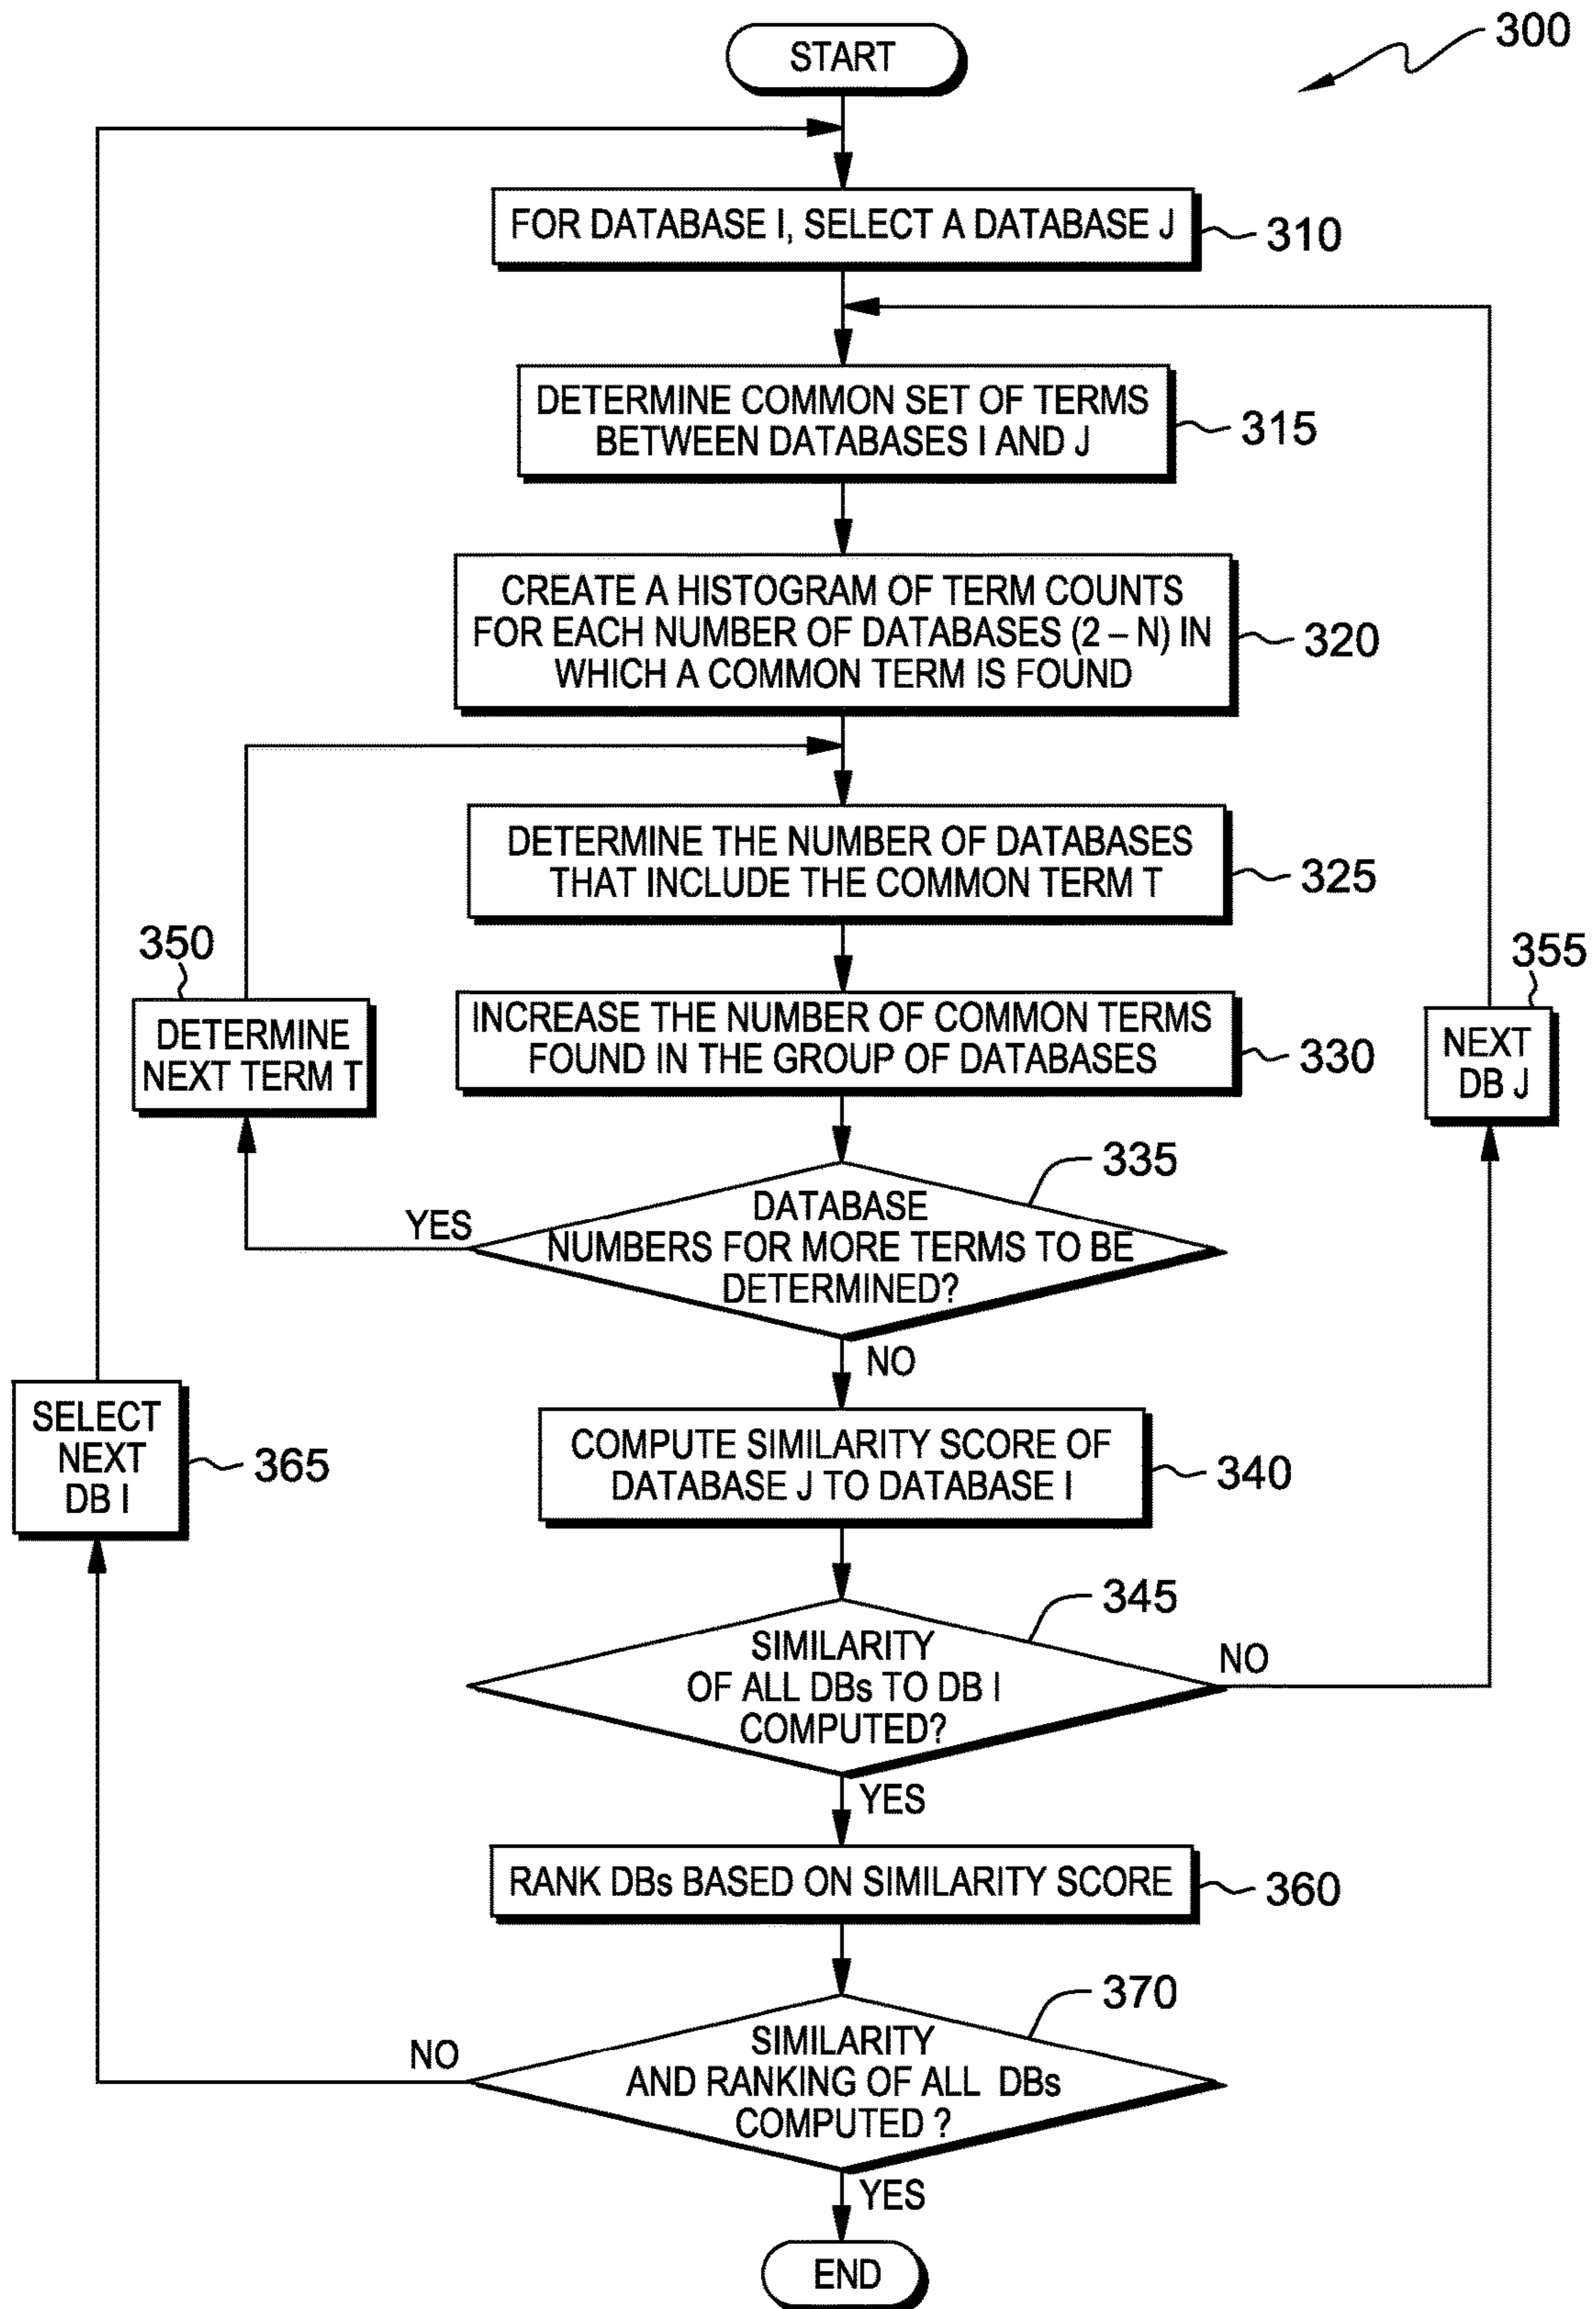 300
START
FOR DATABASE I, SELECT A DATABASE J
310
DETERMINE COMMON SET OF TERMS
BETWEEN DATABASES I AND J
315
CREATE A HISTOGRAM OF TERM COUNTS
FOR EACH NUMBER OF DATABASES (2 – N) IN
WHICH A COMMON TERM IS FOUND
320
DETERMINE THE NUMBER OF DATABASES
THAT INCLUDE THE COMMON TERM T
325
350
DETERMINE
NEXT TERM T
INCREASE THE NUMBER OF COMMON TERMS
FOUND IN THE GROUP OF DATABASES
330
355
NEXT
DB J
335
DATABASE
NUMBERS FOR MORE TERMS TO BE
DETERMINED?
YES
NO
SELECT
NEXT
DB I
365
COMPUTE SIMILARITY SCORE OF
DATABASE J TO DATABASE I
340
345
SIMILARITY
OF ALL DBs TO DB I
COMPUTED?
NO
YES
RANK DBs BASED ON SIMILARITY SCORE
360
370
SIMILARITY
AND RANKING OF ALL DBs
COMPUTED ?
NO
YES
END